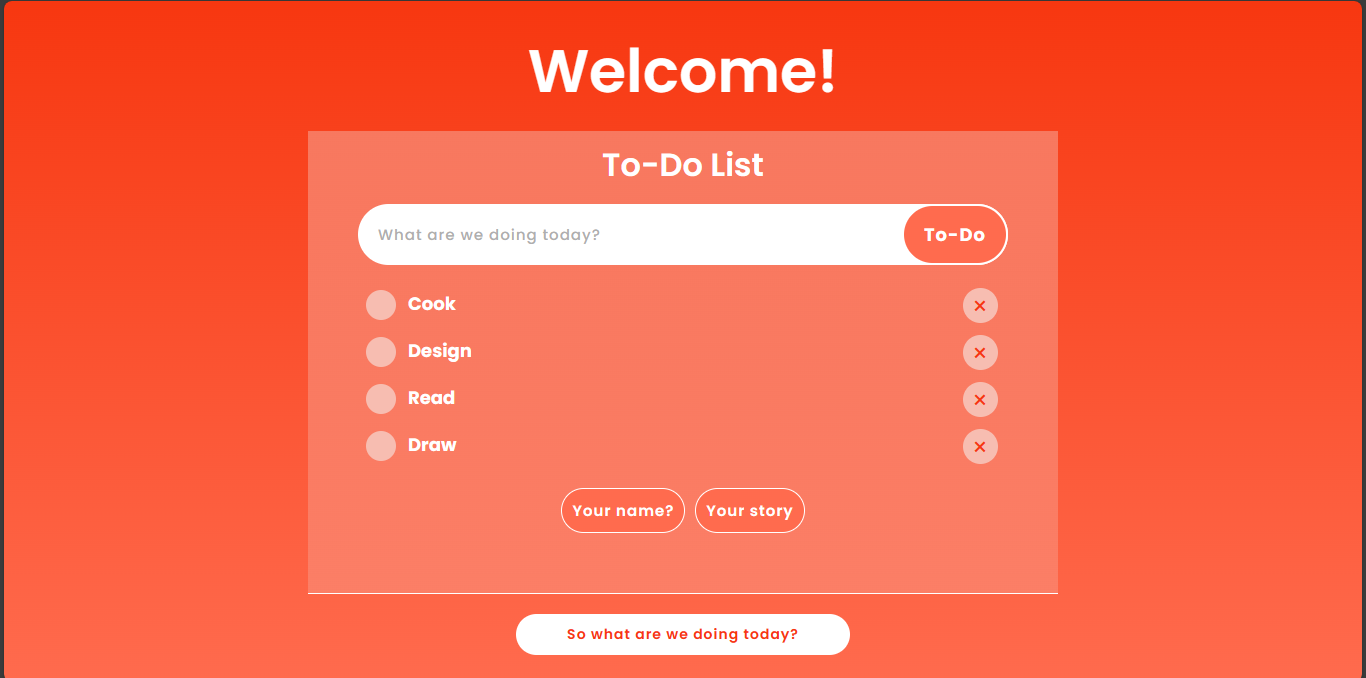 Welcome!
To-Do List
What are we doing today?
To-Do
Cook
×
Design
×
Read
×
Draw
×
Your name?
Your story
So what are we doing today?